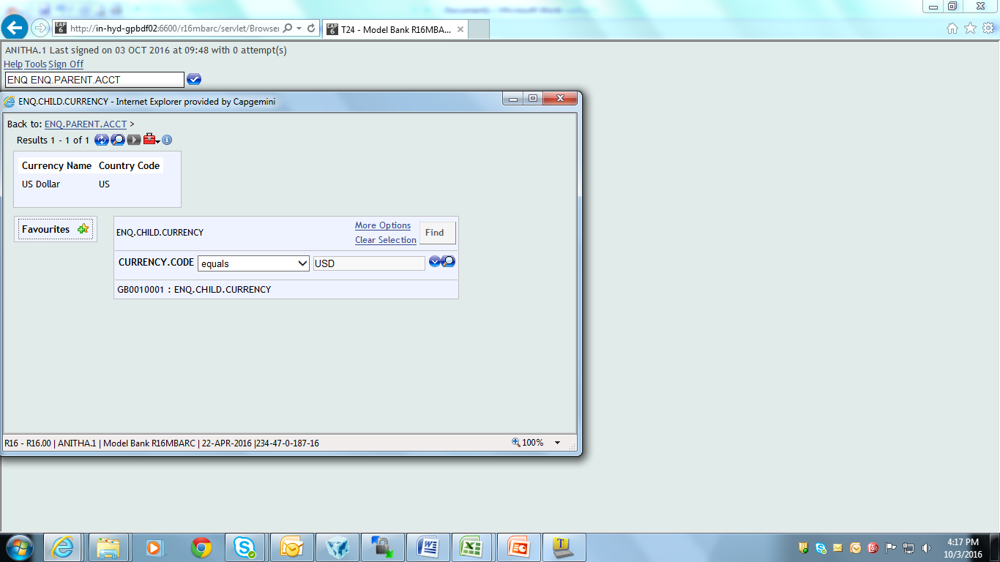 http://in-hyd-gpbdf02:6600/r16mbarc/servlet/Browser
T24 - Model Bank R16MBA...
ANITHA.1 Last signed on 03 OCT 2016 at 09:48 with 0 attempt(s)
Help Tools Sign Off
ENQ ENQ.PARENT.ACCT
ENQ.CHILD.CURRENCY - Internet Explorer provided by Capgemini
Back to: ENQ.PARENT.ACCT >
Results 1 - 1 of 1
Currency Name Country Code
US Dollar US
Favourites
ENQ.CHILD.CURRENCY
More Options
Clear Selection
Find
CURRENCY.CODE equals USD
GB0010001 : ENQ.CHILD.CURRENCY
R16 - R16.00 | ANITHA.1 | Model Bank R16MBARC | 22-APR-2016 |234-47-0-187-16
100%
4:17 PM
10/3/2016